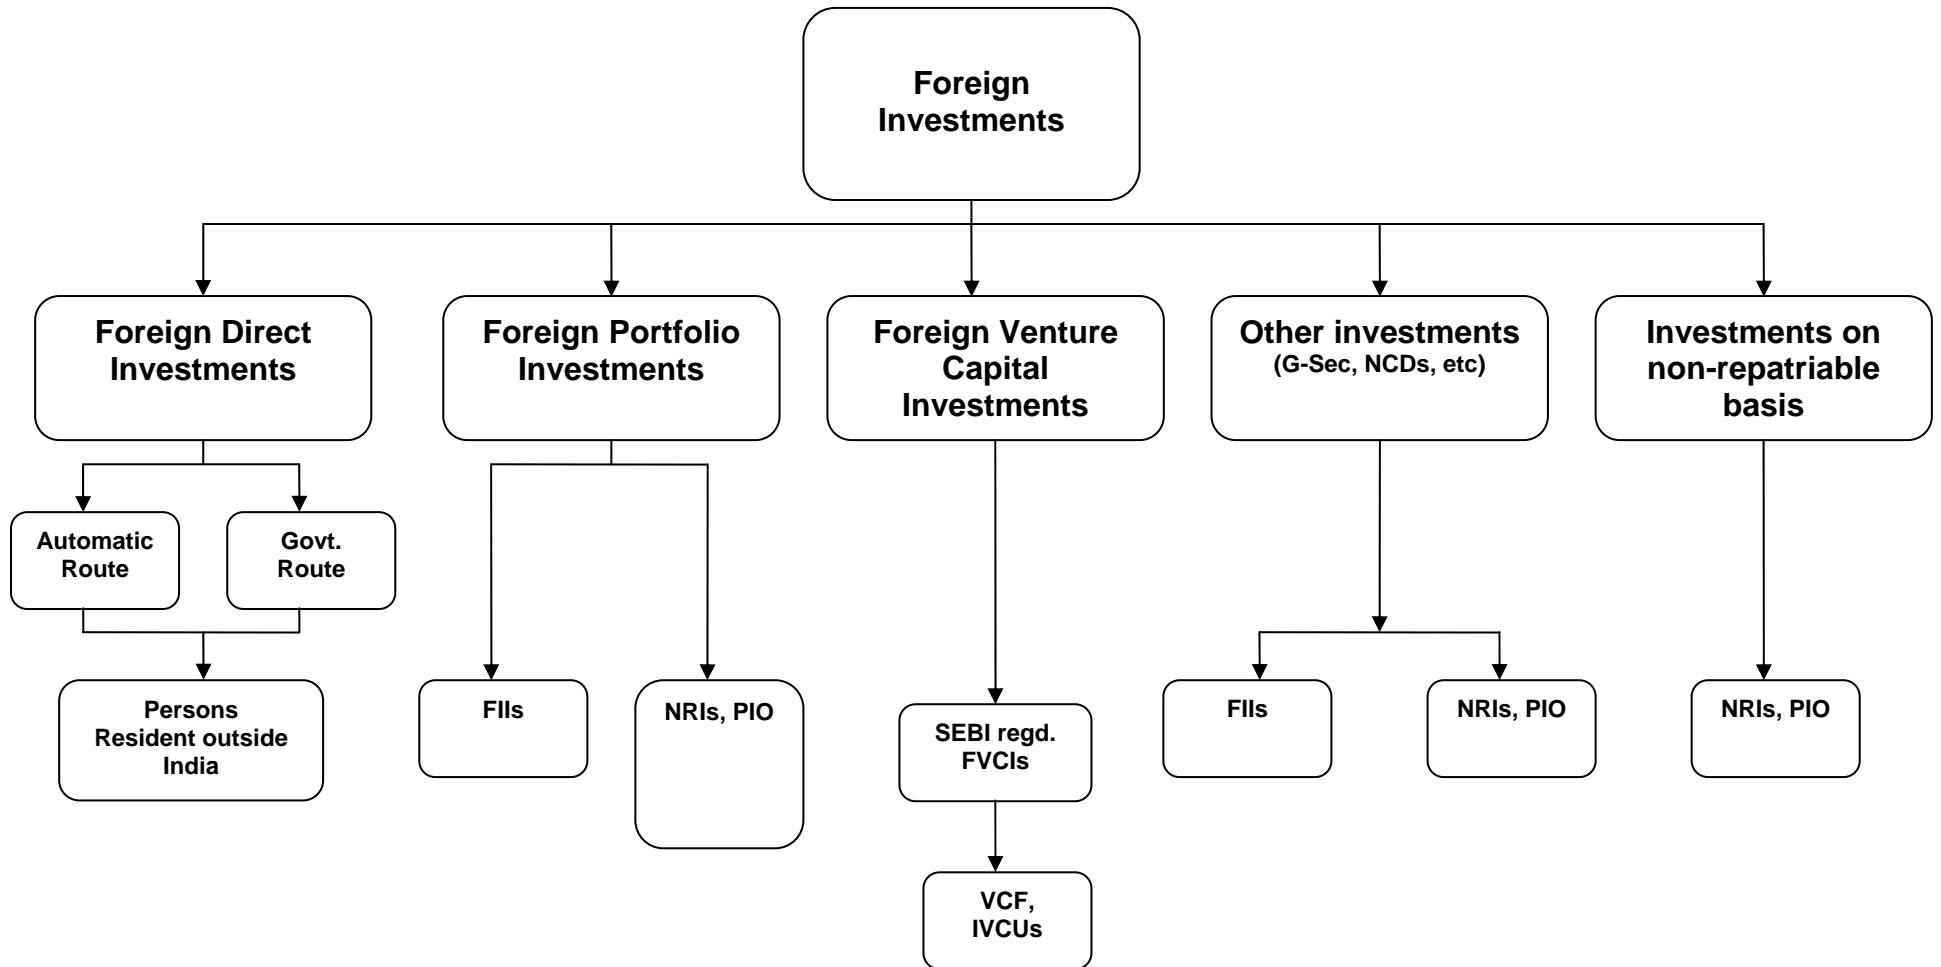 Foreign
Investments
Foreign Direct
Investments
Foreign Portfolio
Investments
Foreign Venture
Capital
Investments
Other investments
(G-Sec, NCDs, etc)
Investments on
non-repatriable
basis
Automatic
Route
Govt.
Route
Persons
Resident outside
India
FIIs
NRIs, PIO
SEBI regd.
FVCIs
FIIs
NRIs, PIO
NRIs, PIO
VCF,
IVCUs